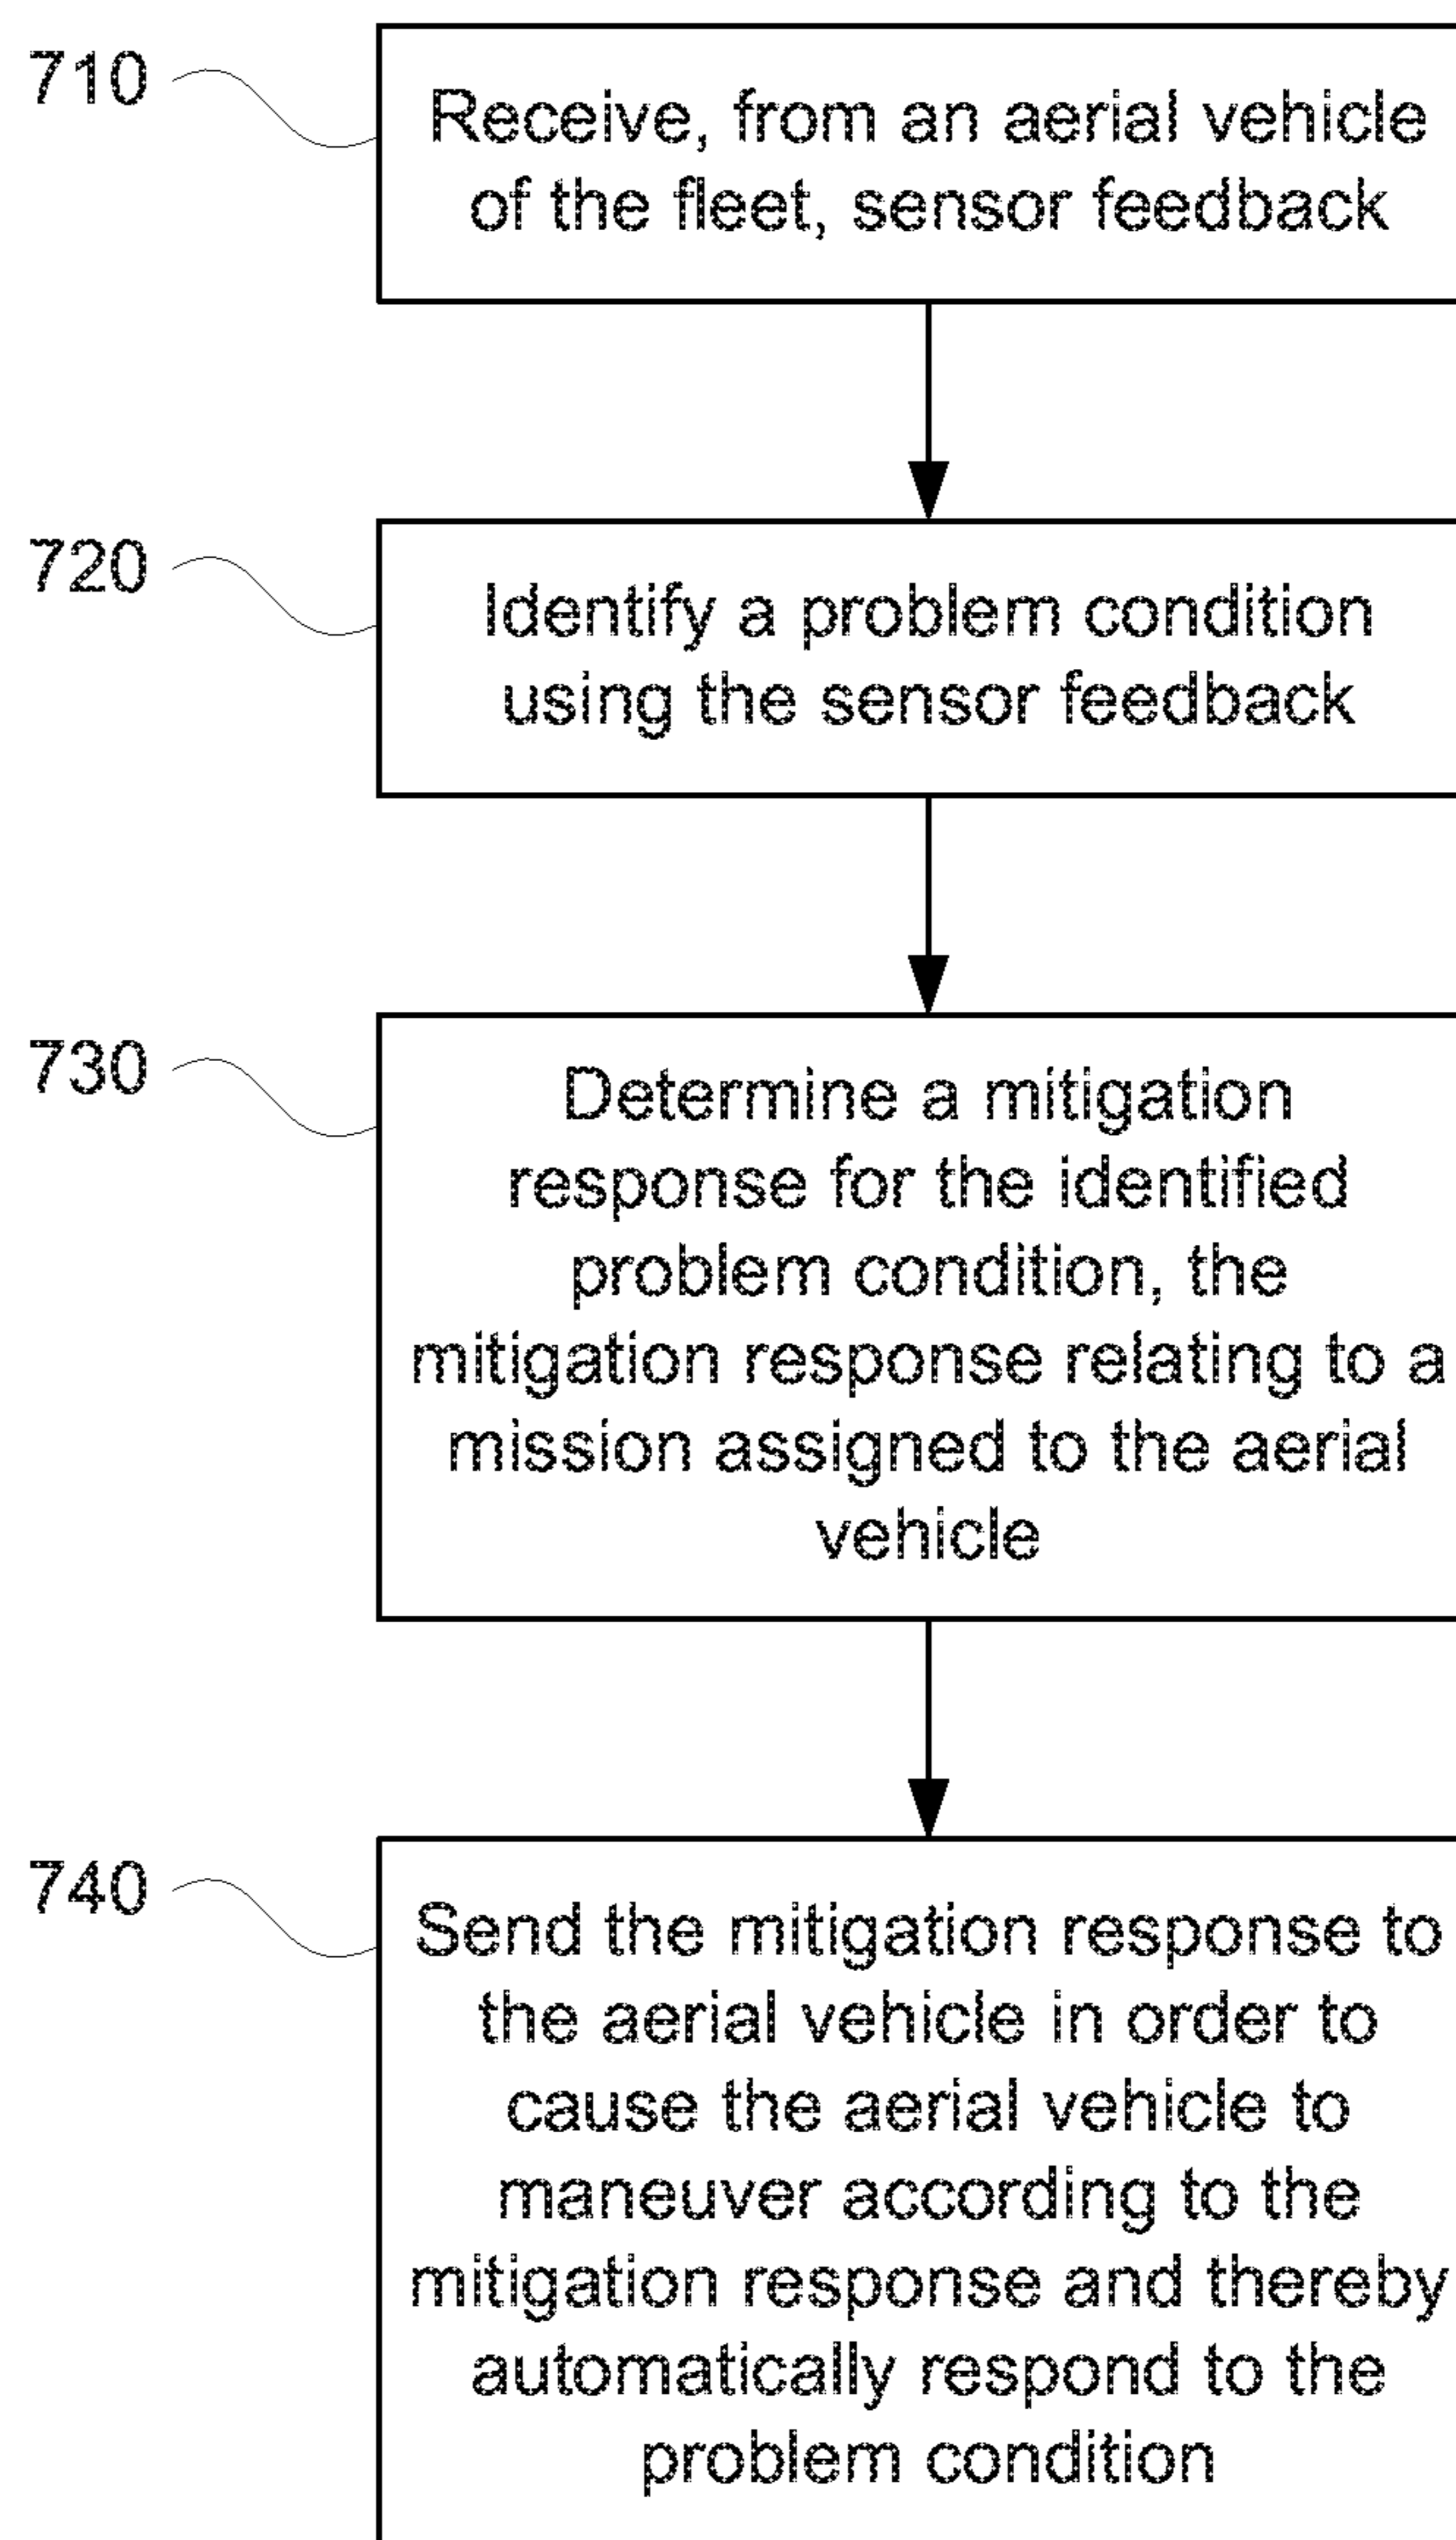 710
Receive, from an aerial vehicle
of the fleet, sensor feedback
720
Identify a problem condition
using the sensor feedback
730
Determine a mitigation
response for the identified
problem condition, the
mitigation response relating to a
mission assigned to the aerial
vehicle
740
Send the mitigation response to
the aerial vehicle in order to
cause the aerial vehicle to
maneuver according to the
mitigation response and thereby
automatically respond to the
problem condition